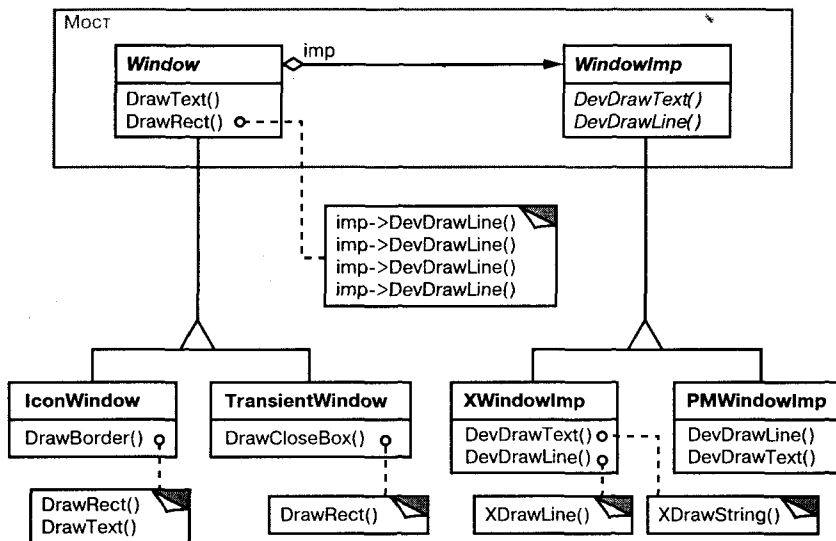 Мост
Window
imp
WindowImp
DrawText()
DrawRect()
DevDrawText()
DevDrawLine()
imp->DevDrawLine()
imp->DevDrawLine()
imp->DevDrawLine()
imp->DevDrawLine()
IconWindow
DrawBorder()
TransientWindow
DrawCloseBox()
XWindowImp
DevDrawText()
DevDrawLine()
PMWindowImp
DevDrawLine()
DevDrawText()
DrawRect()
DrawText()
DrawRect()
XDrawLine()
XDrawString()